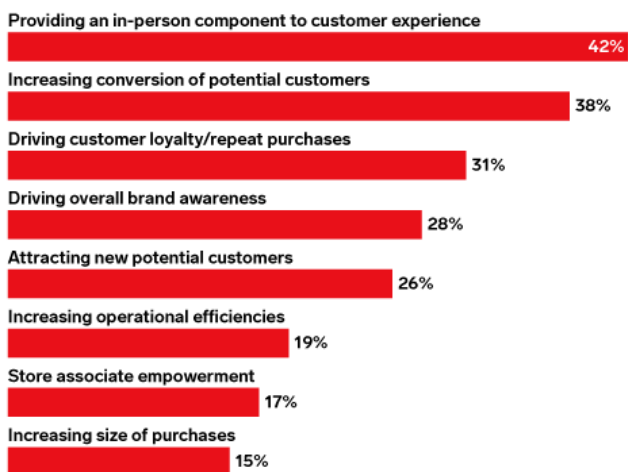 Providing an in-person component to customer experience
42%
Increasing conversion of potential customers
38%
Driving customer loyalty/repeat purchases
31%
Driving overall brand awareness
28%
Attracting new potential customers
26%
Increasing operational efficiencies
19%
Store associate empowerment
17%
Increasing size of purchases
15%